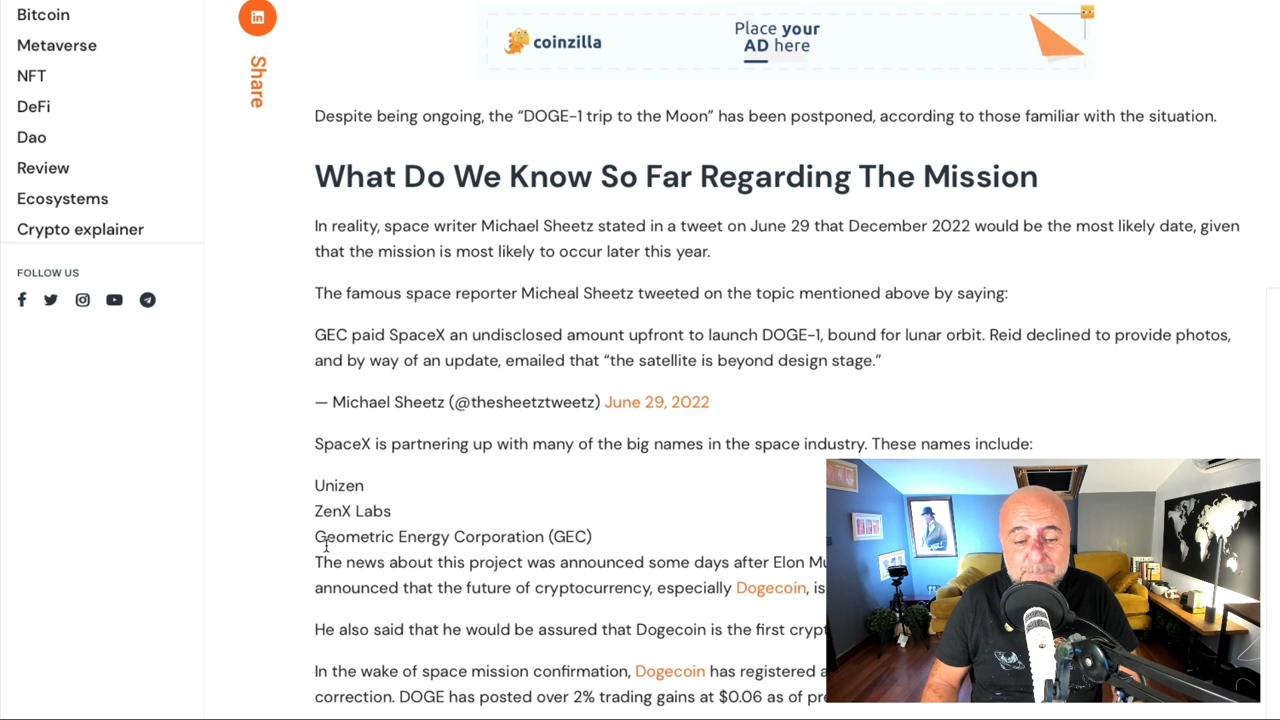 Bitcoin
Metaverse
NFT
DeFi
Dao
Review
Ecosystems
Crypto explainer
FOLLOW US
Share
coinzilla
Place your
AD here
Despite being ongoing, the “DOGE-1 trip to the Moon” has been postponed, according to those familiar with the situation.
What Do We Know So Far Regarding The Mission
In reality, space writer Michael Sheetz stated in a tweet on June 29 that December 2022 would be the most likely date, given
that the mission is most likely to occur later this year.
The famous space reporter Micheal Sheetz tweeted on the topic mentioned above by saying:
GEC paid SpaceX an undisclosed amount upfront to launch DOGE-1, bound for lunar orbit. Reid declined to provide photos,
and by way of an update, emailed that “the satellite is beyond design stage.”
— Michael Sheetz (@thesheetztweetz) June 29, 2022
SpaceX is partnering up with many of the big names in the space industry. These names include:
Unizen
ZenX Labs
Geometric Energy Corporation (GEC)
The news about this project was announced some days after Elon Mu
announced that the future of cryptocurrency, especially Dogecoin, is
He also said that he would be assured that Dogecoin is the first crypt
In the wake of space mission confirmation, Dogecoin has registered a
correction. DOGE has posted over 2% trading gains at $0.06 as of pre